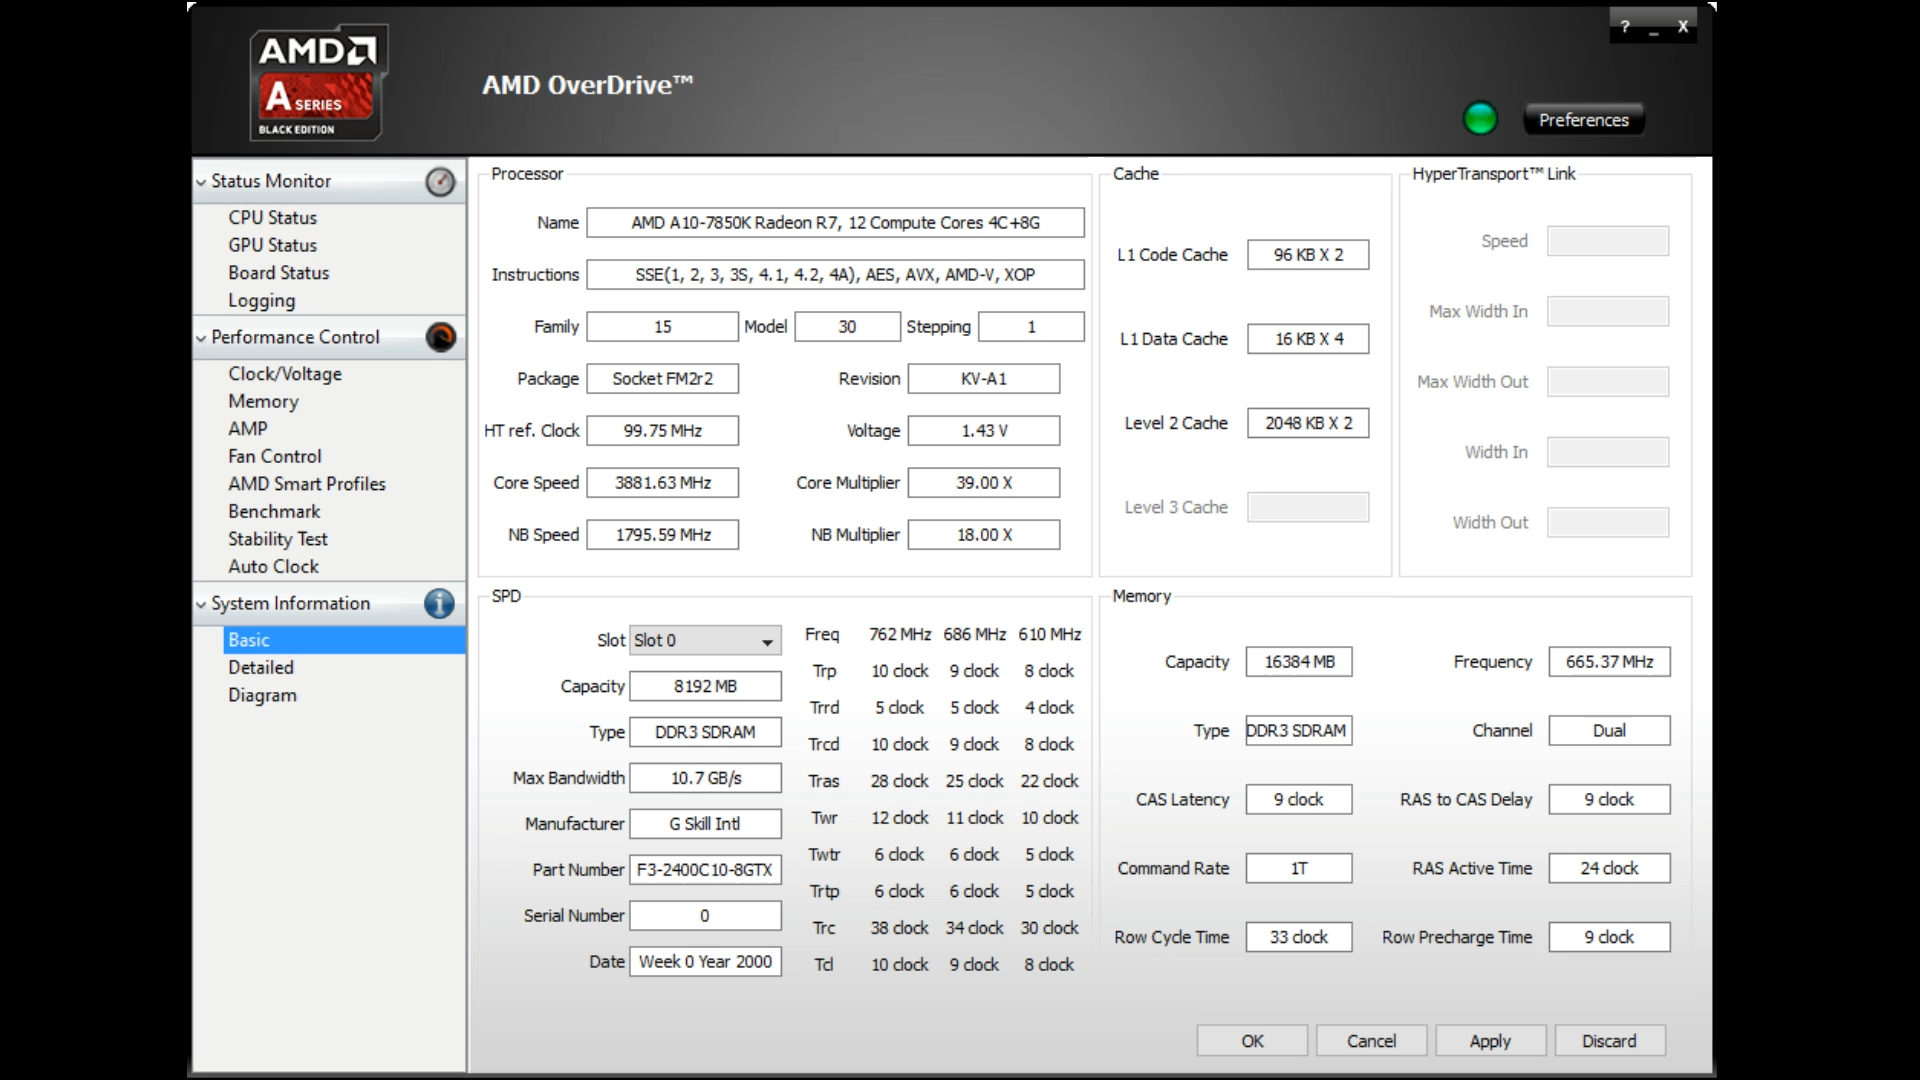 AMD
A SERIES
BLACK EDITION
AMD OverDrive™
? _ X
Preferences
Status Monitor
CPU Status
GPU Status
Board Status
Logging
Performance Control
Clock/Voltage
Memory
AMP
Fan Control
AMD Smart Profiles
Benchmark
Stability Test
Auto Clock
System Information
Basic
Detailed
Diagram
Processor
Name AMD A10-7850K Radeon R7, 12 Compute Cores 4C+8G
Instructions SSE(1, 2, 3, 3S, 4.1, 4.2, 4A), AES, AVX, AMD-V, XOP
Family 15 Model 30 Stepping 1
Package Socket FM2r2 Revision KV-A1
HT ref. Clock 99.75 MHz Voltage 1.43 V
Core Speed 3881.63 MHz Core Multiplier 39.00 X
NB Speed 1795.59 MHz NB Multiplier 18.00 X
Cache
L1 Code Cache 96 KB X 2
L1 Data Cache 16 KB X 4
Level 2 Cache 2048 KB X 2
Level 3 Cache
HyperTransport™ Link
Speed
Max Width In
Max Width Out
Width In
Width Out
SPD
Slot Slot 0
Capacity 8192 MB
Type DDR3 SDRAM
Max Bandwidth 10.7 GB/s
Manufacturer G Skill Intl
Part Number F3-2400C10-8GTX
Serial Number 0
Date Week 0 Year 2000
Freq 762 MHz 686 MHz 610 MHz
Trp 10 clock 9 clock 8 clock
Trrd 5 clock 5 clock 4 clock
Trcd 10 clock 9 clock 8 clock
Tras 28 clock 25 clock 22 clock
Twr 12 clock 11 clock 10 clock
Twtr 6 clock 6 clock 5 clock
Trtp 6 clock 6 clock 5 clock
Trc 38 clock 34 clock 30 clock
Tcl 10 clock 9 clock 8 clock
Memory
Capacity 16384 MB Frequency 665.37 MHz
Type DDR3 SDRAM Channel Dual
CAS Latency 9 clock RAS to CAS Delay 9 clock
Command Rate 1T RAS Active Time 24 clock
Row Cycle Time 33 clock Row Precharge Time 9 clock
OK Cancel Apply Discard